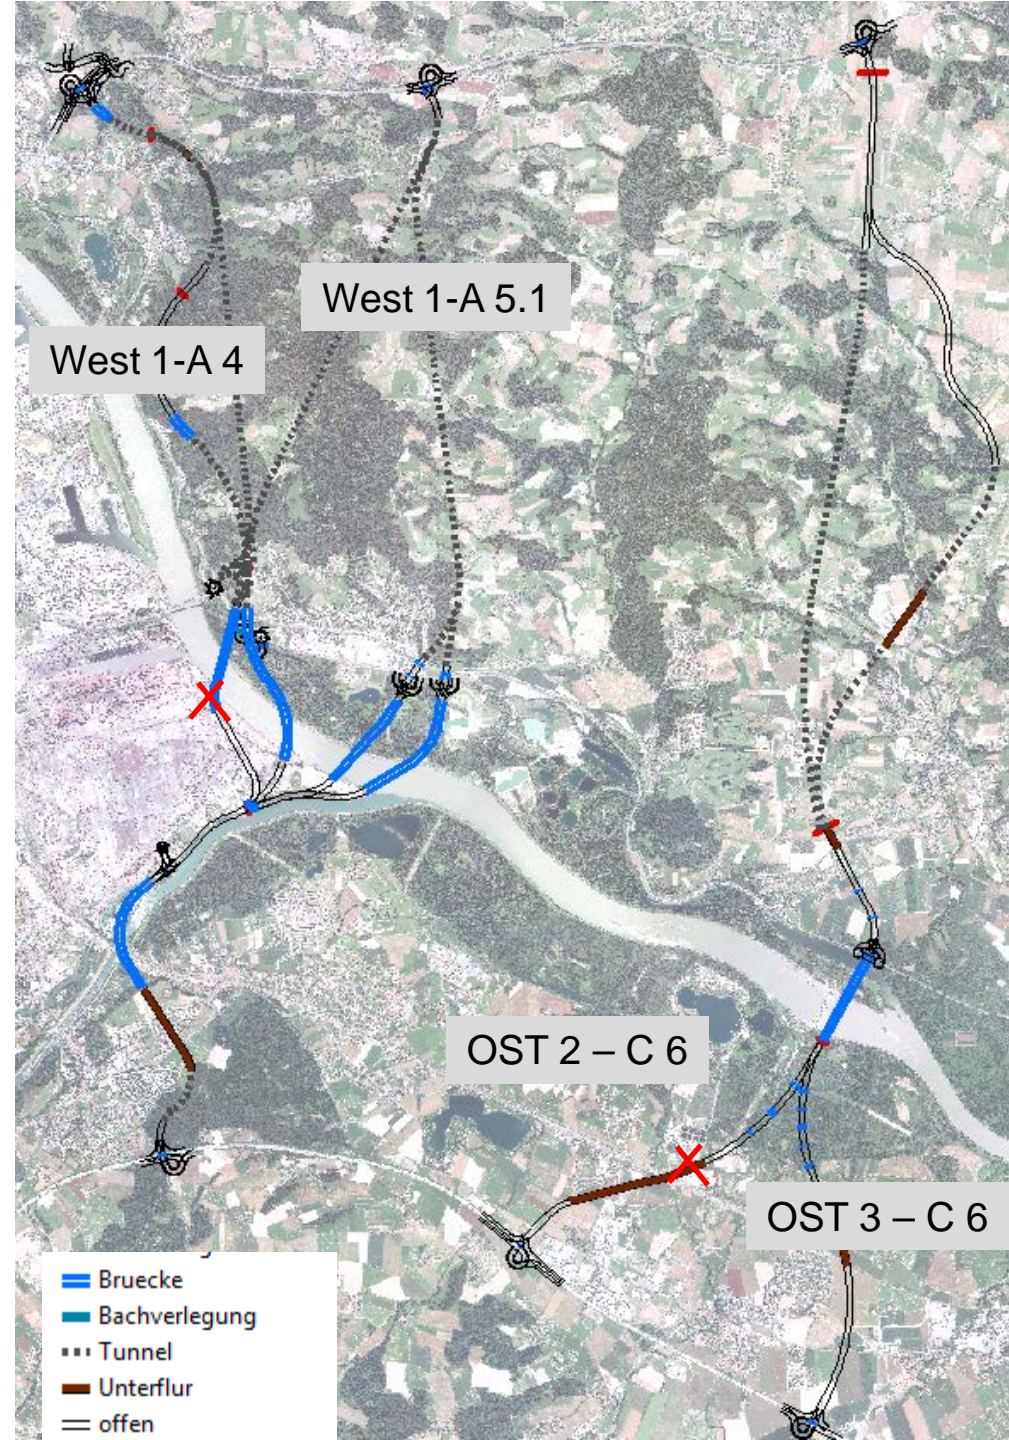 West 1-A 5.1
West 1-A 4
OST 2 – C 6
OST 3 – C 6
Bruecke
Bachverlegung
Tunnel
Unterflur
offen